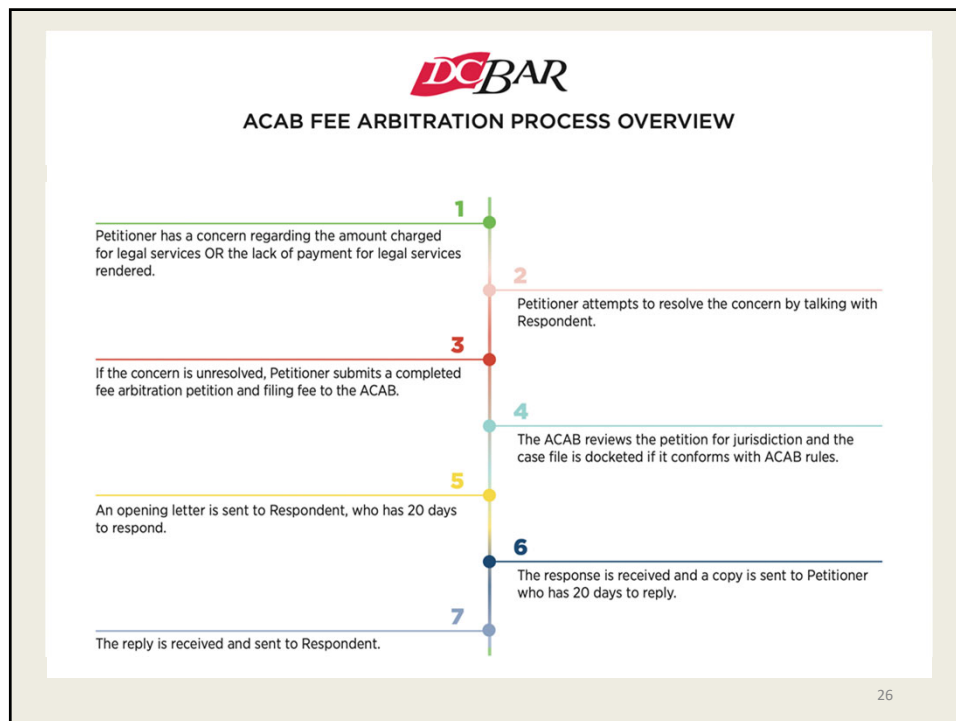 DCBAR
ACAB FEE ARBITRATION PROCESS OVERVIEW
1
Petitioner has a concern regarding the amount charged
for legal services OR the lack of payment for legal services
rendered.
2
Petitioner attempts to resolve the concern by talking with
Respondent.
3
If the concern is unresolved, Petitioner submits a completed
fee arbitration petition and filing fee to the ACAB.
4
The ACAB reviews the petition for jurisdiction and the
case file is docketed if it conforms with ACAB rules.
5
An opening letter is sent to Respondent, who has 20 days
to respond.
6
The response is received and a copy is sent to Petitioner
who has 20 days to reply.
7
The reply is received and sent to Respondent.
26